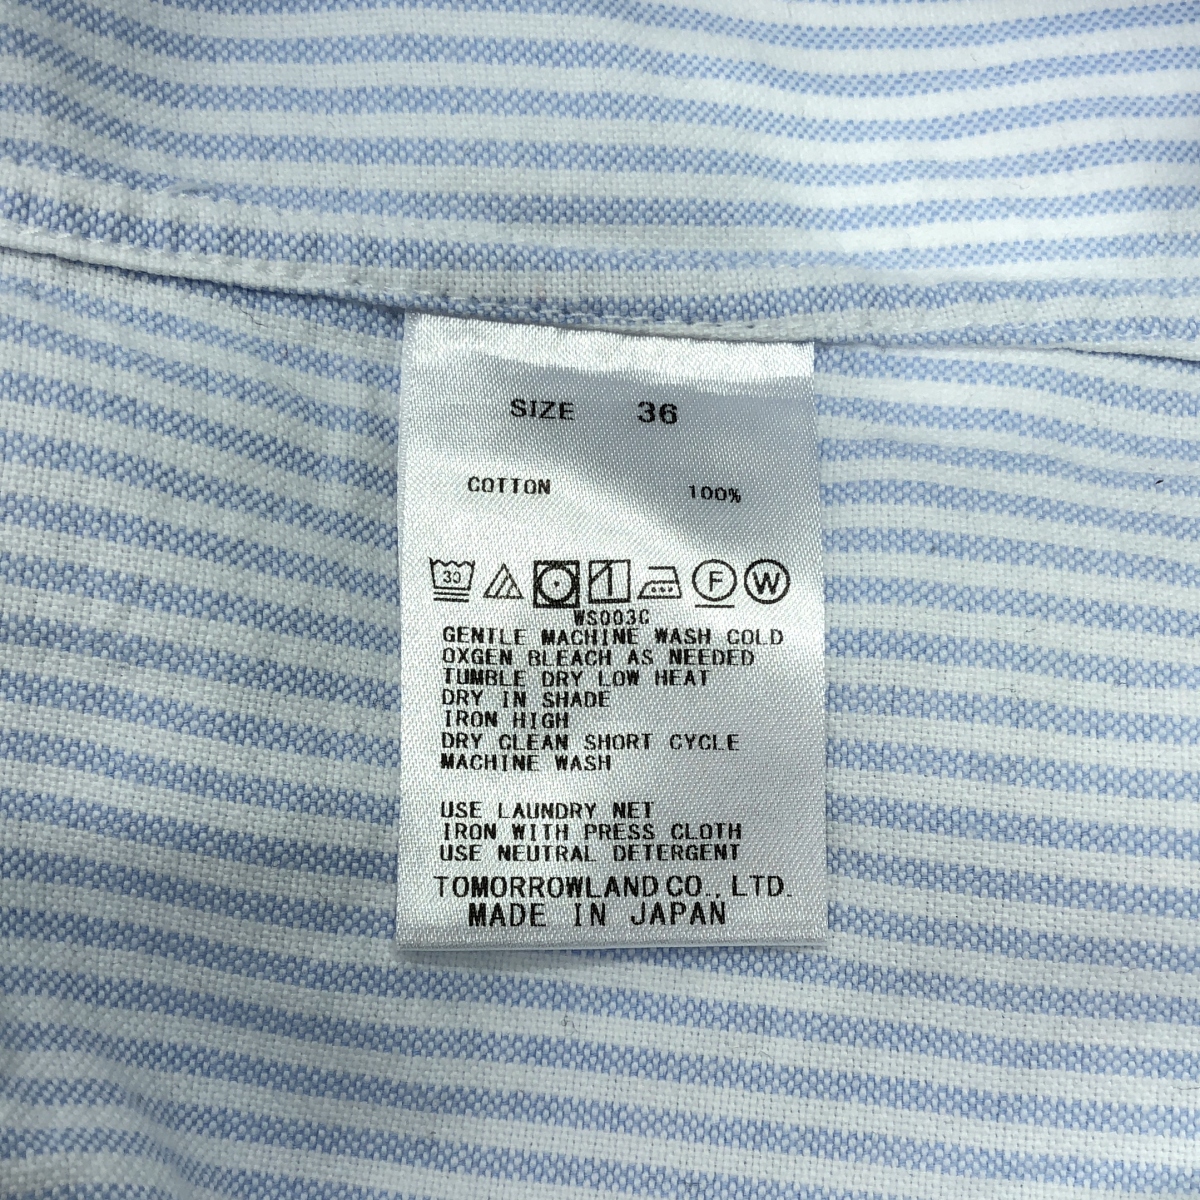 SIZE 36
COTTON 100%
30 F W
WS003C
GENTLE MACHINE WASH COLD
OXGEN BLEACH AS NEEDED
TUMBLE DRY LOW HEAT
DRY IN SHADE
IRON HIGH
DRY CLEAN SHORT CYCLE
MACHINE WASH
USE LAUNDRY NET
IRON WITH PRESS CLOTH
USE NEUTRAL DETERGENT
TOMORROWLAND CO., LTD.
MADE IN JAPAN